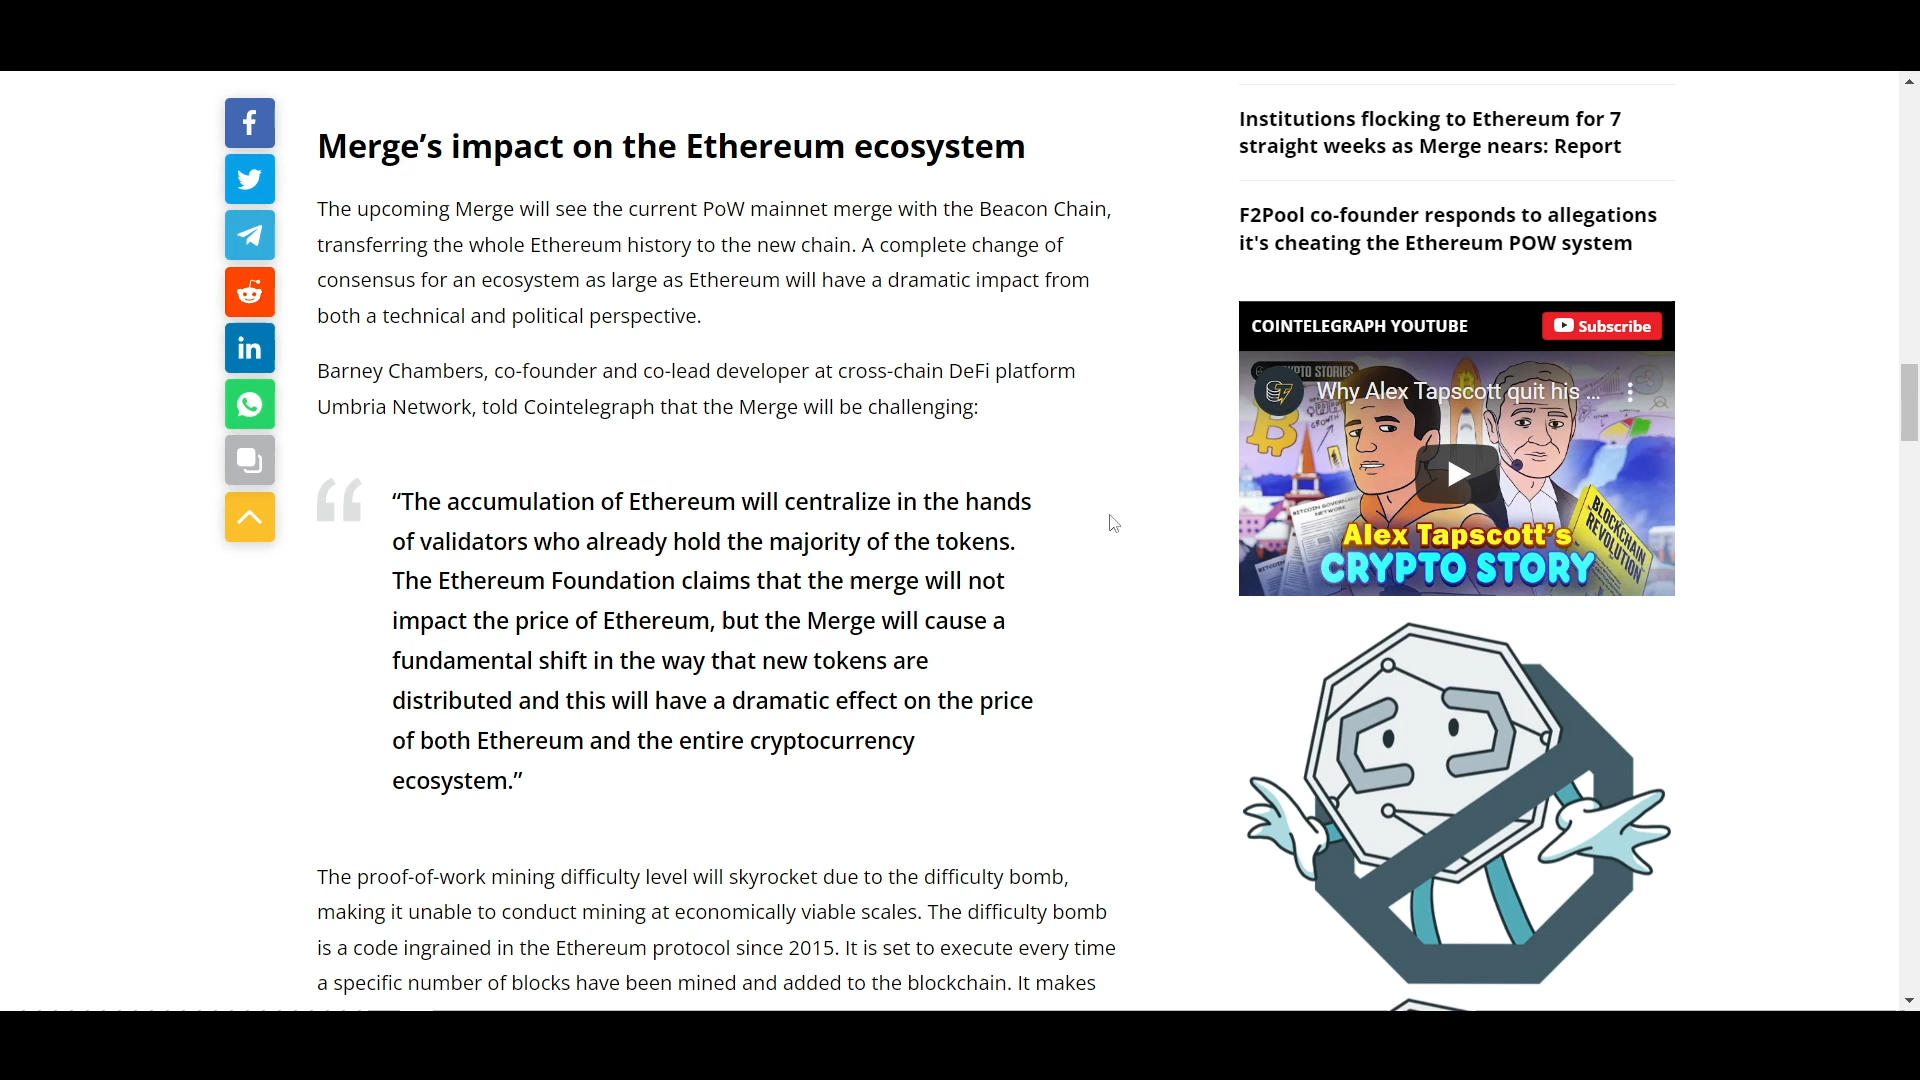 Merge’s impact on the Ethereum ecosystem
The upcoming Merge will see the current PoW mainnet merge with the Beacon Chain,
transferring the whole Ethereum history to the new chain. A complete change of
consensus for an ecosystem as large as Ethereum will have a dramatic impact from
both a technical and political perspective.
Barney Chambers, co-founder and co-lead developer at cross-chain DeFi platform
Umbria Network, told Cointelegraph that the Merge will be challenging:
“The accumulation of Ethereum will centralize in the hands
of validators who already hold the majority of the tokens.
The Ethereum Foundation claims that the merge will not
impact the price of Ethereum, but the Merge will cause a
fundamental shift in the way that new tokens are
distributed and this will have a dramatic effect on the price
of both Ethereum and the entire cryptocurrency
ecosystem.”
The proof-of-work mining difficulty level will skyrocket due to the difficulty bomb,
making it unable to conduct mining at economically viable scales. The difficulty bomb
is a code ingrained in the Ethereum protocol since 2015. It is set to execute every time
a specific number of blocks have been mined and added to the blockchain. It makes
Institutions flocking to Ethereum for 7
straight weeks as Merge nears: Report
F2Pool co-founder responds to allegations
it's cheating the Ethereum POW system
COINTELEGRAPH YOUTUBE
Subscribe
CRYPTO STORIES
Why Alex Tapscott quit his ...
BITCOIN GOVERNANCE
NETWORK
BLOCKCHAIN
REVOLUTION
Alex Tapscott's
CRYPTO STORY